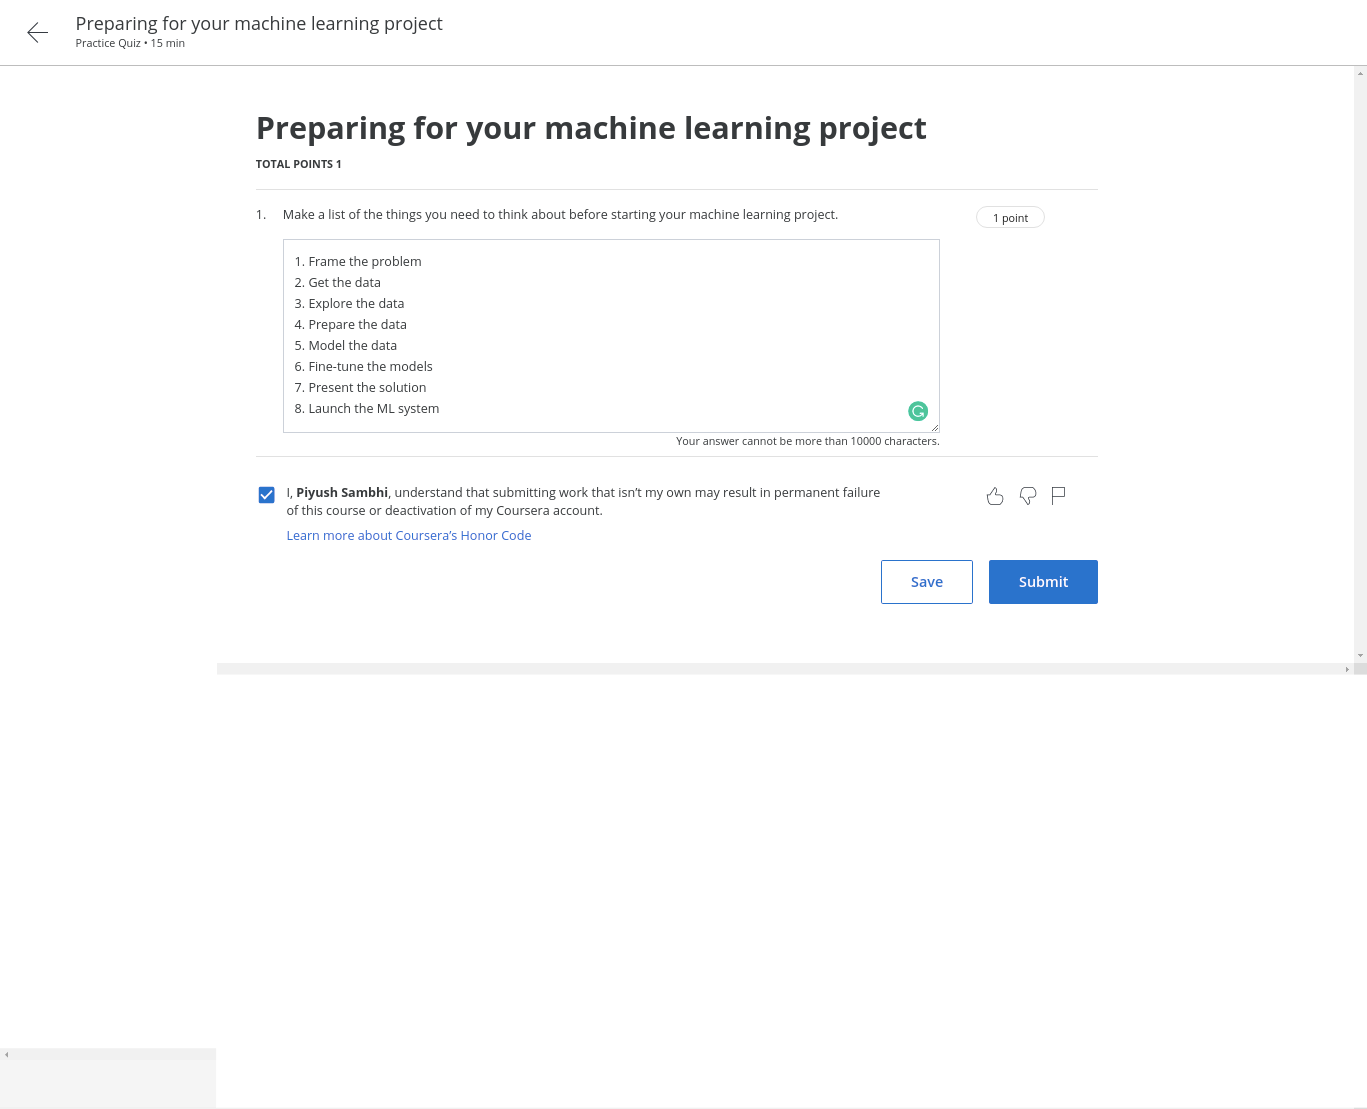 Preparing for your machine learning project
Practice Quiz • 15 min
Preparing for your machine learning project
TOTAL POINTS 1
1. Make a list of the things you need to think about before starting your machine learning project.
1 point
1. Frame the problem
2. Get the data
3. Explore the data
4. Prepare the data
5. Model the data
6. Fine-tune the models
7. Present the solution
8. Launch the ML system
Your answer cannot be more than 10000 characters.
I, Piyush Sambhi, understand that submitting work that isn’t my own may result in permanent failure
of this course or deactivation of my Coursera account.
Learn more about Coursera’s Honor Code
Save
Submit